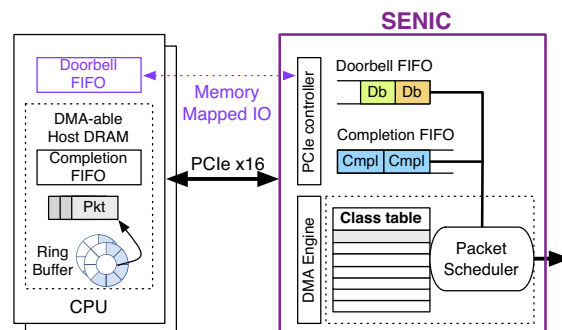 SENIC
Doorbell
FIFO
Memory
Mapped IO
DMA-able
Host DRAM
Completion
FIFO
Pkt
Ring
Buffer
CPU
PCIe x16
PCIe controller
Doorbell FIFO
Db Db
Completion FIFO
Cmpl Cmpl
DMA Engine
Class table
Packet
Scheduler